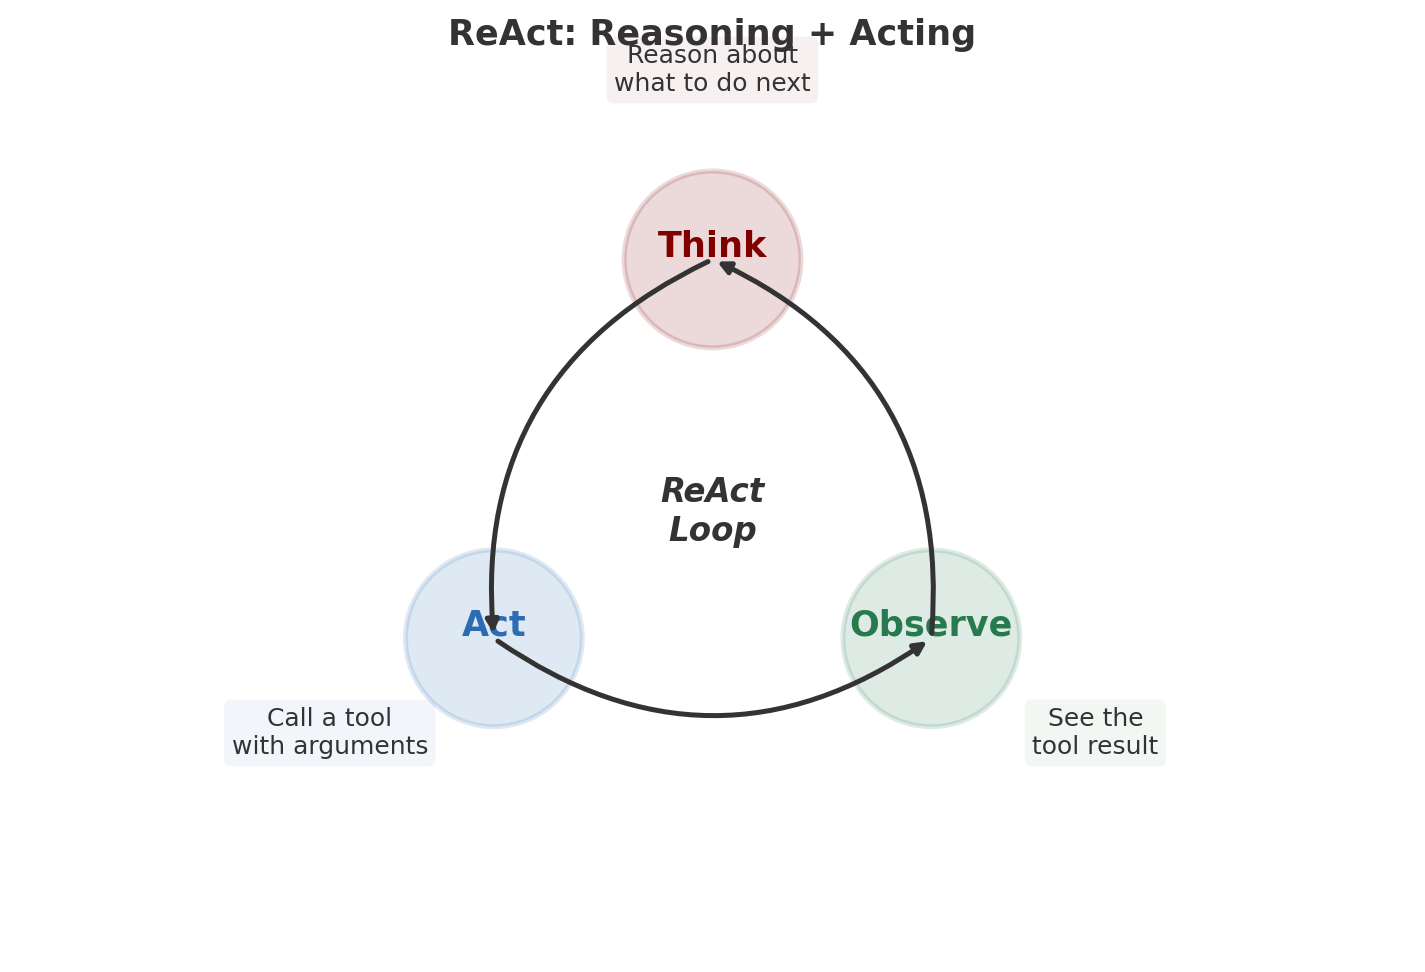 ReAct: Reasoning + Acting
Reason about
what to do next
Think
ReAct
Loop
Act
Observe
Call a tool
with arguments
See the
tool result